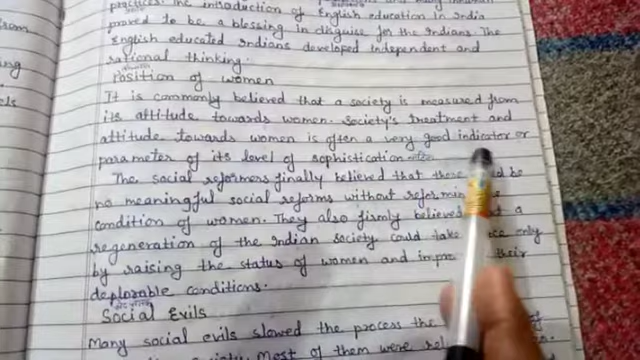 practices. The introduction of English education in India
proved to be a blessing in disguise for the Indians. The
English educated Indians developed independent and
rational thinking.
Position of women
It is commonly believed that a society is measured from
its attitude towards women. Society's treatment and
attitude towards women is often a very good indicator or
parameter of its level of sophistication
The social reformers finally believed that there be
no meaningful social reforms without
condition of women. They also firmly believed a
regeneration of the Indian society could take only
by raising the status of women and their
deplorable conditions.
Social Evils
Many social evils slowed the process the of
Most of them were